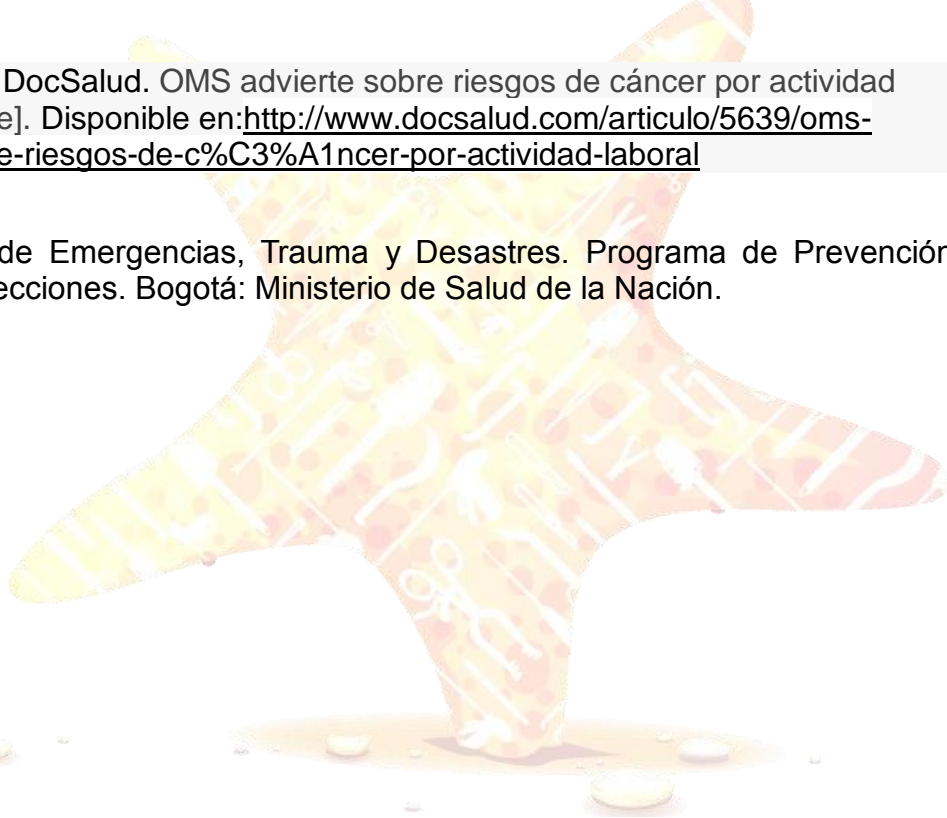 DocSalud. OMS advierte sobre riesgos de cáncer por actividad
e]. Disponible en:http://www.docsalud.com/articulo/5639/oms-
e-riesgos-de-c%C3%A1ncer-por-actividad-laboral
de Emergencias, Trauma y Desastres. Programa de Prevención
ecciones. Bogotá: Ministerio de Salud de la Nación.